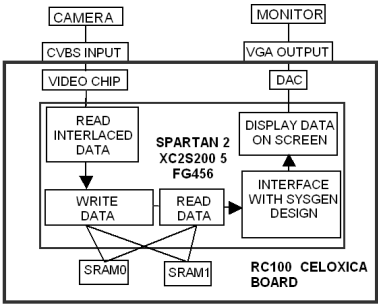 CAMERA
MONITOR
CVBS INPUT
VGA OUTPUT
VIDEO CHIP
DAC
READ
INTERLACED
DATA
SPARTAN 2
XC2S200 5
FG456
DISPLAY DATA
ON SCREEN
WRITE
DATA
READ
DATA
INTERFACE
WITH SYSGEN
DESIGN
SRAM0
SRAM1
RC100 CELOXICA
BOARD